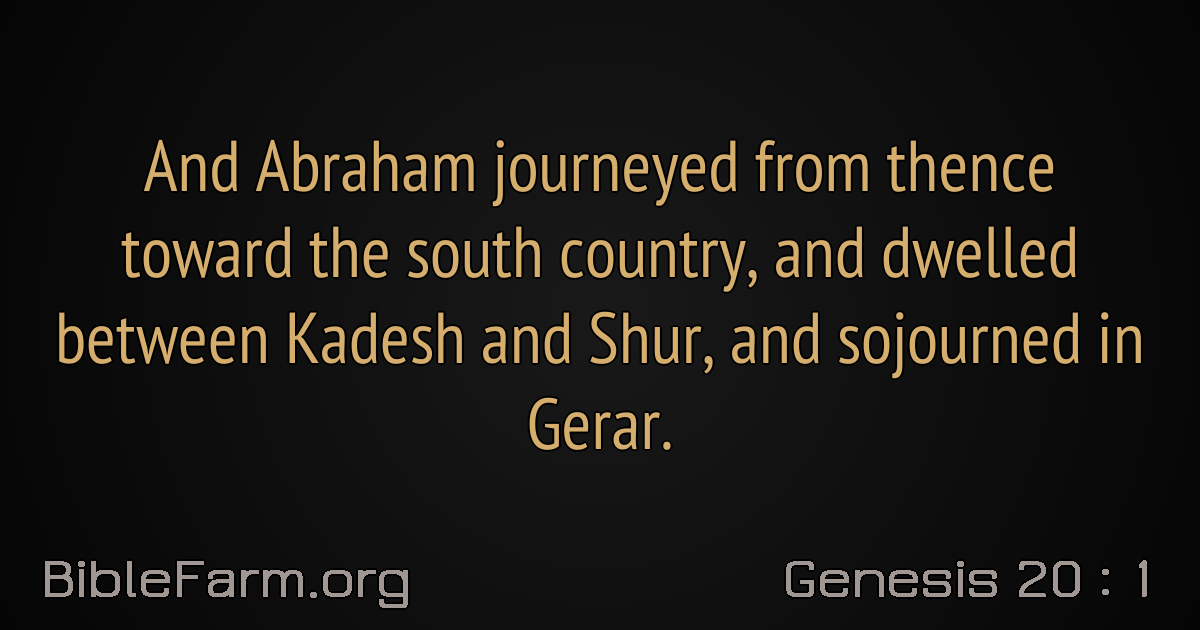 And Abraham journeyed from thence
toward the south country, and dwelled
between Kadesh and Shur, and sojourned in
Gerar.
BibleFarm.org
Genesis 20 : 1